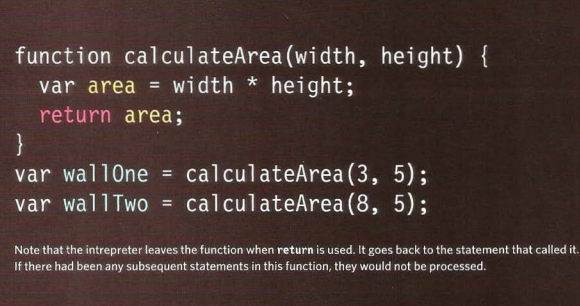 function calculateArea(width, height) {
var area = width * height;
return area;
}
var wallOne = calculateArea(3, 5);
var wallTwo = calculateArea(8, 5);
Note that the intrepreter leaves the function when return is used. It goes back to the statement that called it.
If there had been any subsequent statements in this function, they would not be processed.